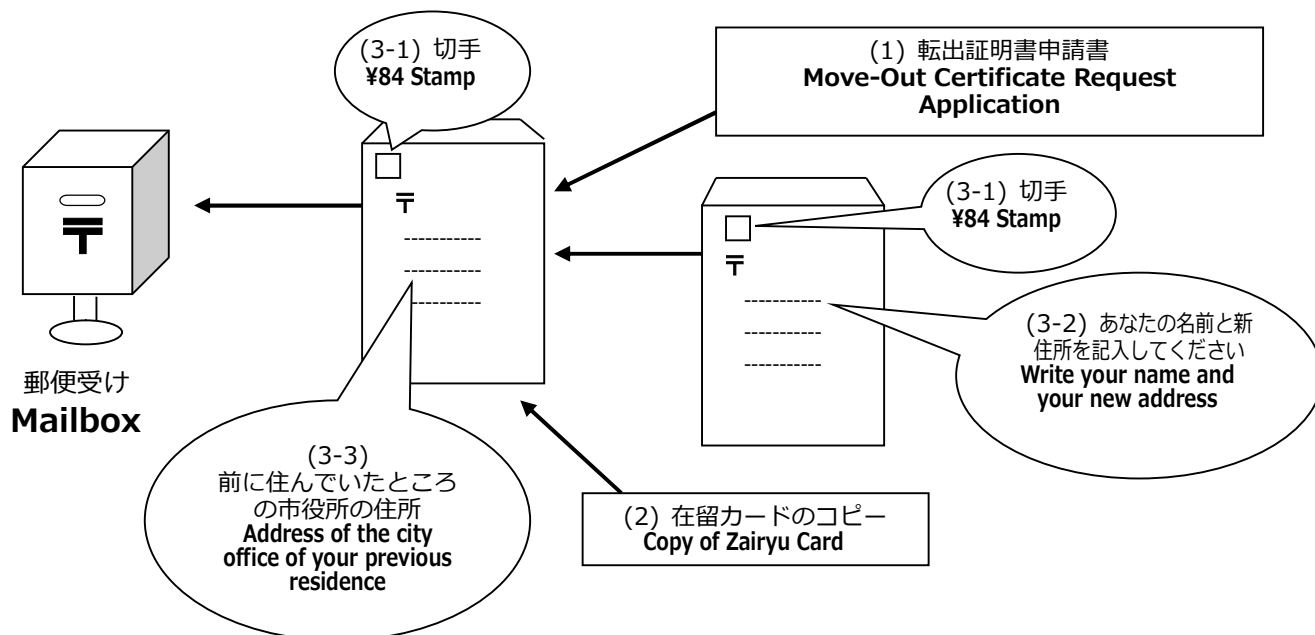 (3-1) 切手
¥84 Stamp
(1) 転出証明書申請書
Move-Out Certificate Request
Application
〒
郵便受け
Mailbox
〒
-----------
-----------
-----------
(3-1) 切手
¥84 Stamp
〒
-----------
-----------
-----------
(3-2) あなたの名前と新
住所を記入してください
Write your name and
your new address
(3-3)
前に住んでいたところ
の市役所の住所
Address of the city
office of your previous
residence
(2) 在留カードのコピー
Copy of Zairyu Card